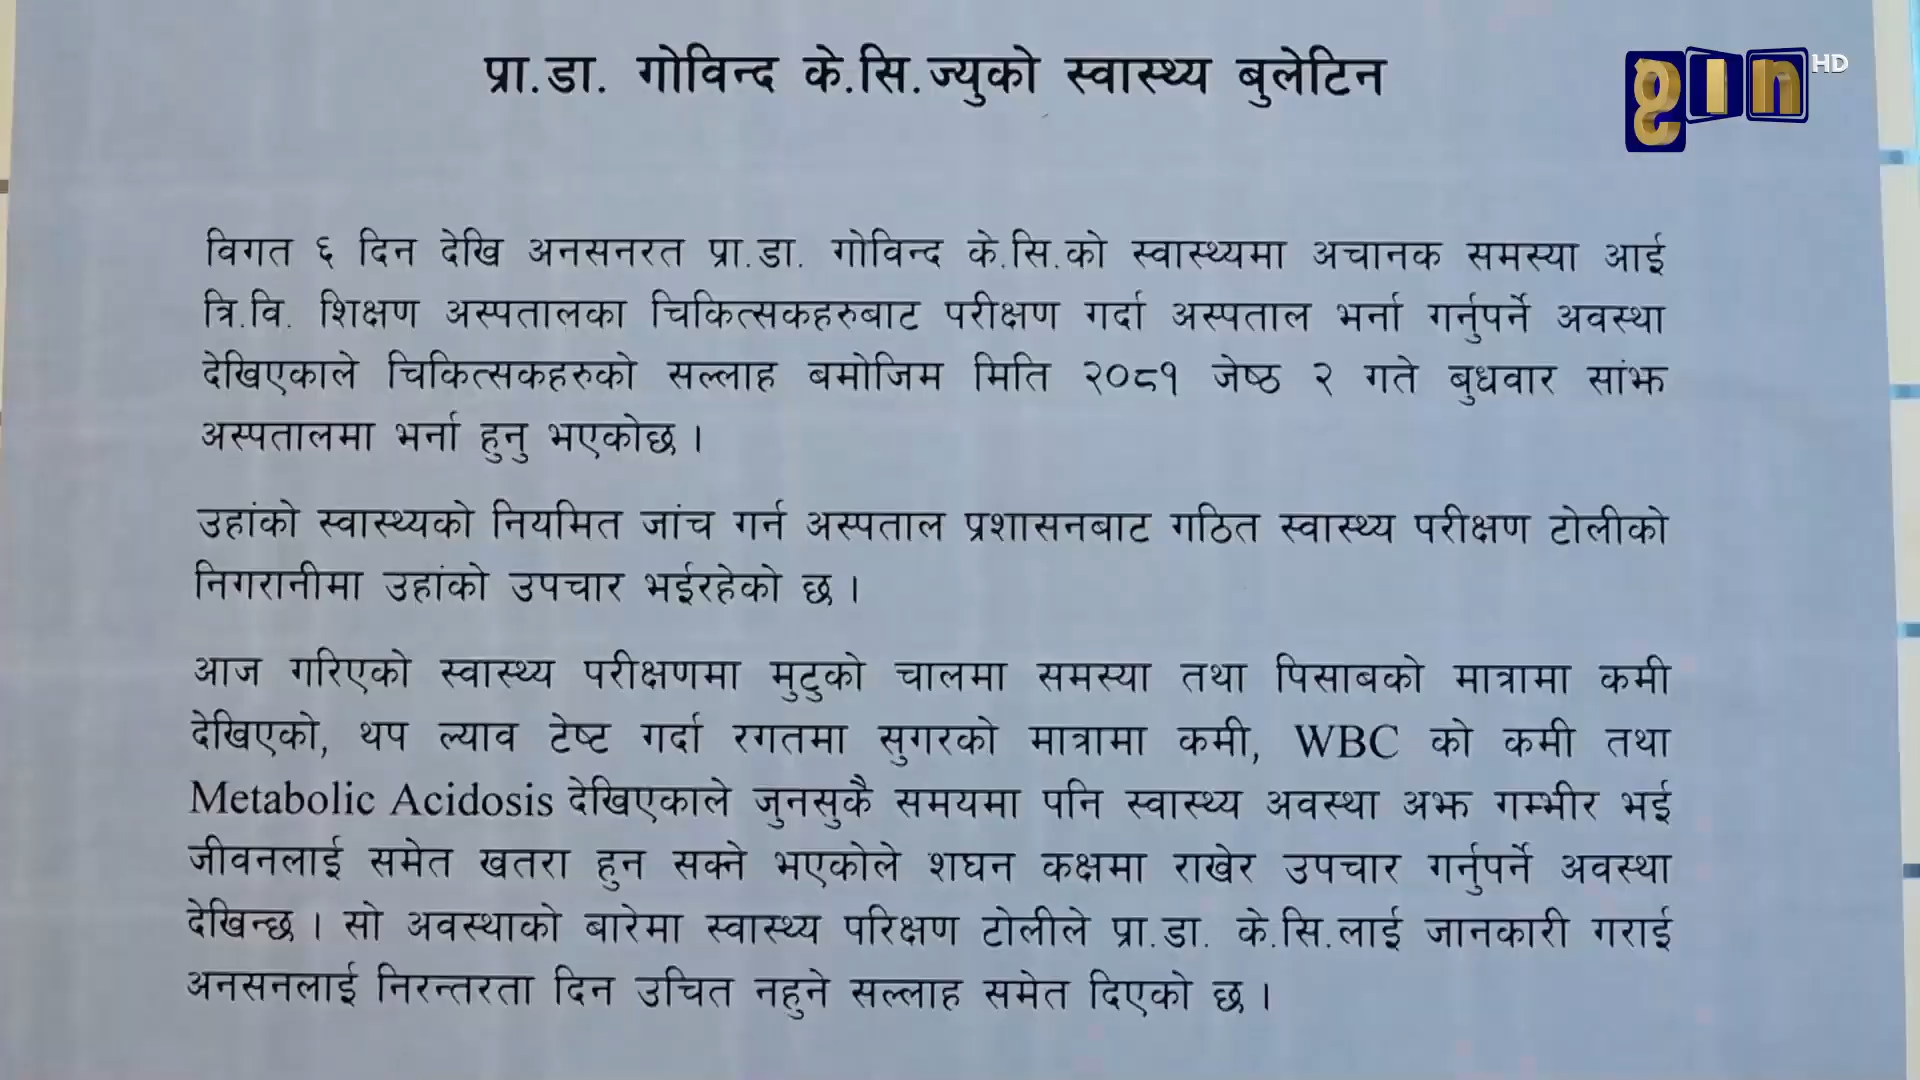 प्रा.डा. गोविन्द के.सि.ज्युको स्वास्थ्य बुलेटिन
gin HD
विगत ६ दिन देखि अनसनरत प्रा.डा. गोविन्द के.सि.को स्वास्थ्यमा अचानक समस्या आई
त्रि.वि. शिक्षण अस्पतालका चिकित्सकहरुबाट परीक्षण गर्दा अस्पताल भर्ना गर्नुपर्ने अवस्था
देखिएकाले चिकित्सकहरुको सल्लाह बमोजिम मिति २०८१ जेष्ठ २ गते बुधवार सांझ
अस्पतालमा भर्ना हुनु भएकोछ ।
उहांको स्वास्थ्यको नियमित जांच गर्न अस्पताल प्रशासनबाट गठित स्वास्थ्य परीक्षण टोलीको
निगरानीमा उहांको उपचार भईरहेको छ ।
आज गरिएको स्वास्थ्य परीक्षणमा मुटुको चालमा समस्या तथा पिसाबको मात्रामा कमी
देखिएको, थप ल्याव टेष्ट गर्दा रगतमा सुगरको मात्रामा कमी, WBC को कमी तथा
Metabolic Acidosis देखिएकाले जुनसुकै समयमा पनि स्वास्थ्य अवस्था अझ गम्भीर भई
जीवनलाई समेत खतरा हुन सक्ने भएकोले शघन कक्षमा राखेर उपचार गर्नुपर्ने अवस्था
देखिन्छ । सो अवस्थाको बारेमा स्वास्थ्य परिक्षण टोलीले प्रा.डा. के.सि.लाई जानकारी गराई
अनसनलाई निरन्तरता दिन उचित नहुने सल्लाह समेत दिएको छ ।